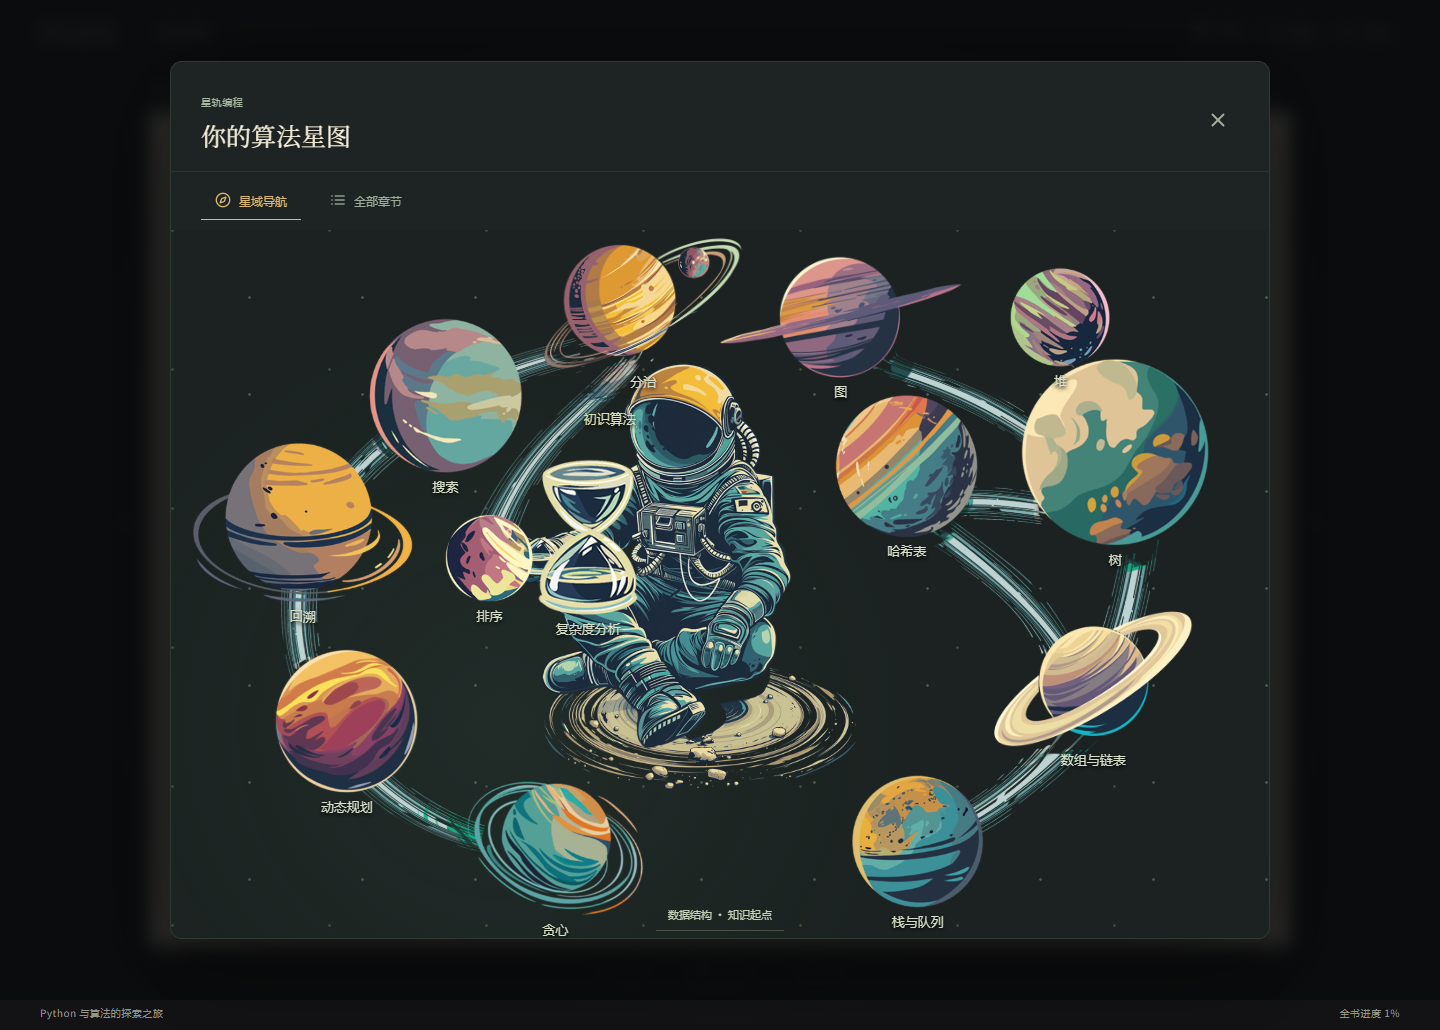 星轨编程
你的算法星图
星域导航
全部章节
分治
图
堆
初识算法
搜索
哈希表
树
回溯
排序
复杂度分析
数组与链表
动态规划
数据结构 · 知识起点
栈与队列
贪心
Python 与算法的探索之旅
全书进度 1%